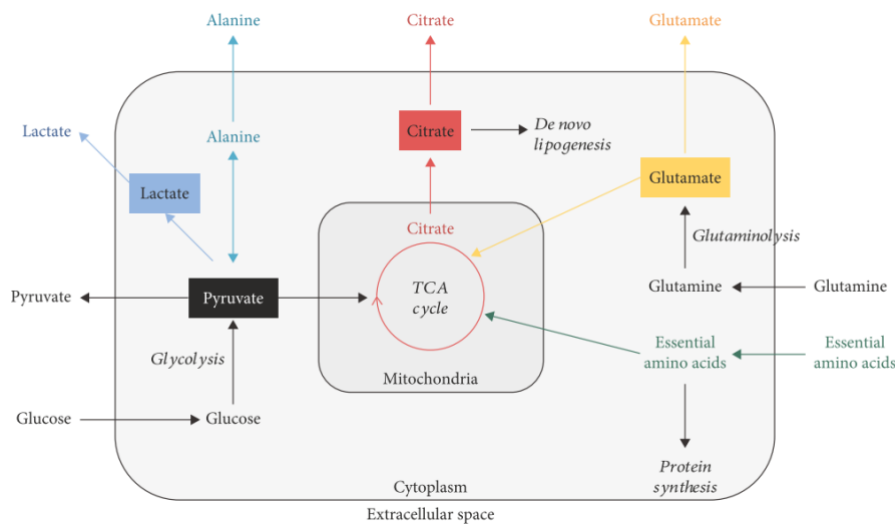 Alanine
Citrate
Glutamate
Lactate
Alanine
Citrate
De novo
lipogenesis
Lactate
Glutamate
Citrate
Glutaminolysis
Pyruvate
Pyruvate
TCA
cycle
Glutamine
Glutamine
Glycolysis
Essential
amino acids
Essential
amino acids
Mitochondria
Glucose
Glucose
Protein
synthesis
Cytoplasm
Extracellular space